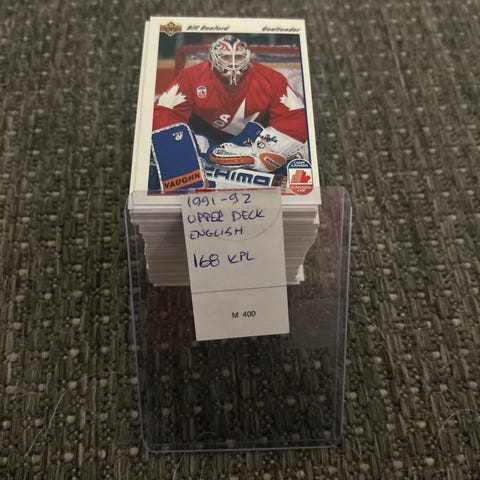 Bill Ranford Goaltender
VAUGHN
1991-92
UPPER DECK
ENGLISH
168 KPL
M 400